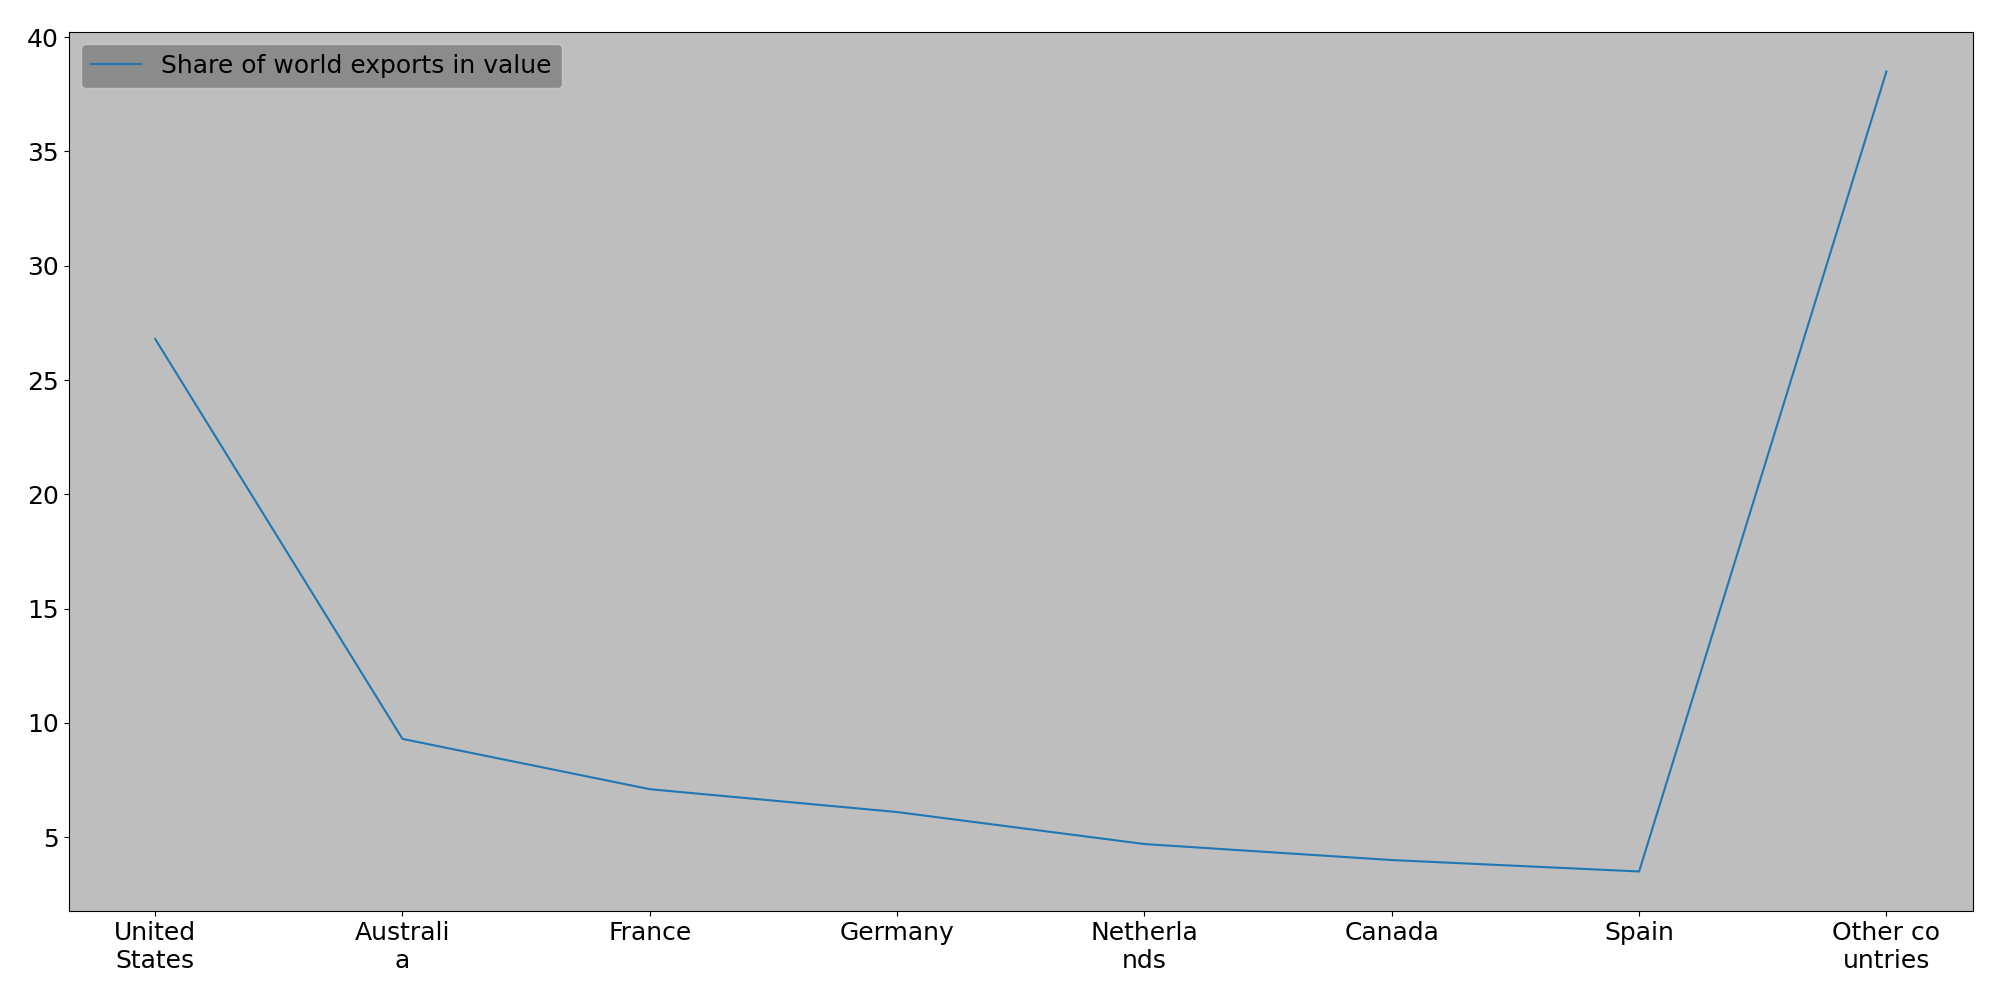 40
Share of world exports in value
35
30
25
20
15
10
5
United
States
Australi
a
France
Germany
Netherla
nds
Canada
Spain
Other co
untries